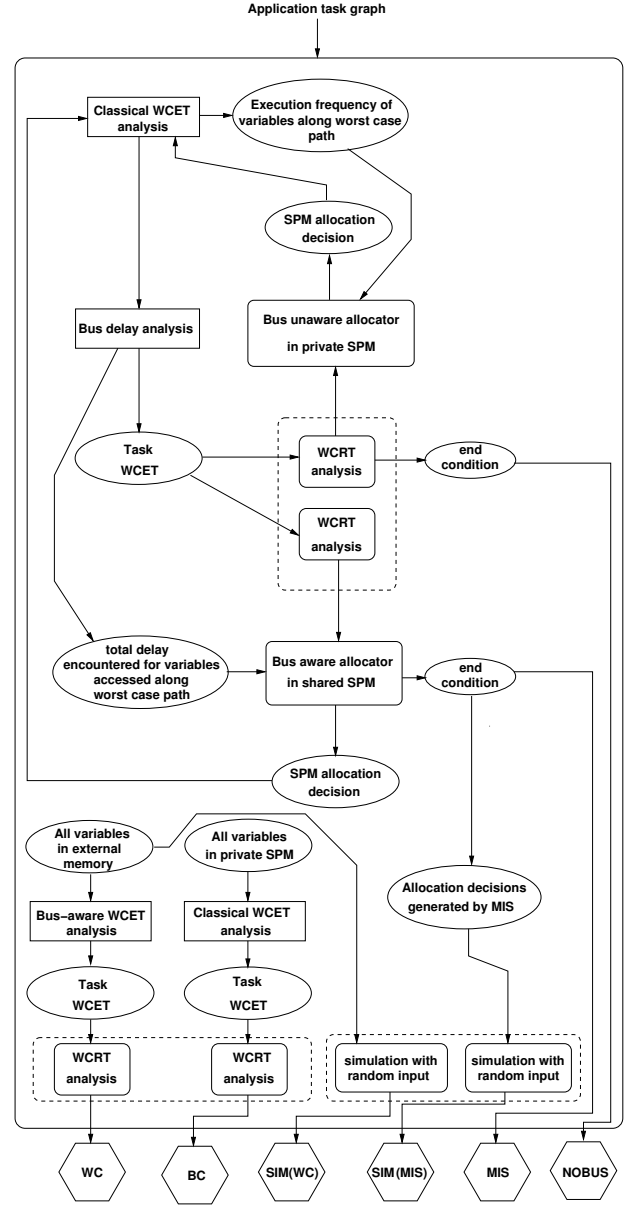 Application task graph
Classical WCET
analysis
Execution frequency of
variables along worst case
path
SPM allocation
decision
Bus delay analysis
Bus unaware allocator
in private SPM
Task
WCET
WCRT
analysis
end
condition
WCRT
analysis
total delay
encountered for variables
accessed along
worst case path
Bus aware allocator
in shared SPM
end
condition
SPM allocation
decision
All variables
in external
memory
All variables
in private SPM
Allocation decisions
generated by MIS
Bus-aware WCET
analysis
Classical WCET
analysis
Task
WCET
Task
WCET
WCRT
analysis
WCRT
analysis
simulation with
random input
simulation with
random input
WC
BC
SIM(WC)
SIM(MIS)
MIS
NOBUS